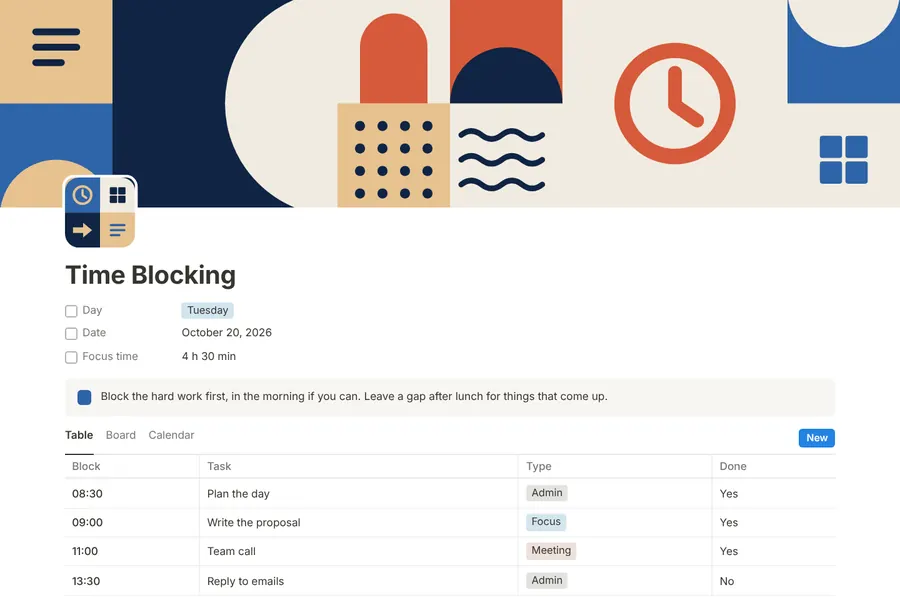 Time Blocking
Day Tuesday
Date October 20, 2026
Focus time 4 h 30 min
Block the hard work first, in the morning if you can. Leave a gap after lunch for things that come up.
Table Board Calendar New
Block Task Type Done
08:30 Plan the day Admin Yes
09:00 Write the proposal Focus Yes
11:00 Team call Meeting Yes
13:30 Reply to emails Admin No